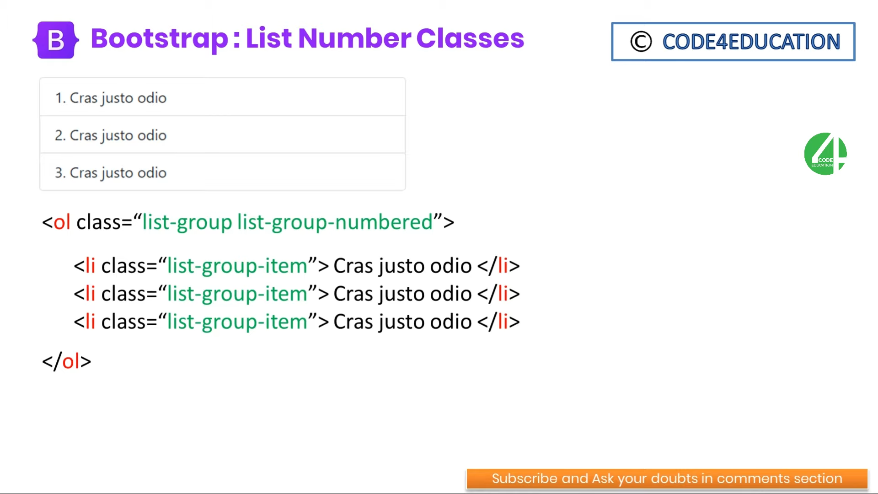 B Bootstrap : List Number Classes
© CODE4EDUCATION
1. Cras justo odio
2. Cras justo odio
3. Cras justo odio
4 CODE EDUCATION
<ol class=“list-group list-group-numbered”>
<li class=“list-group-item”> Cras justo odio </li>
<li class=“list-group-item”> Cras justo odio </li>
<li class=“list-group-item”> Cras justo odio </li>
</ol>
Subscribe and Ask your doubts in comments section